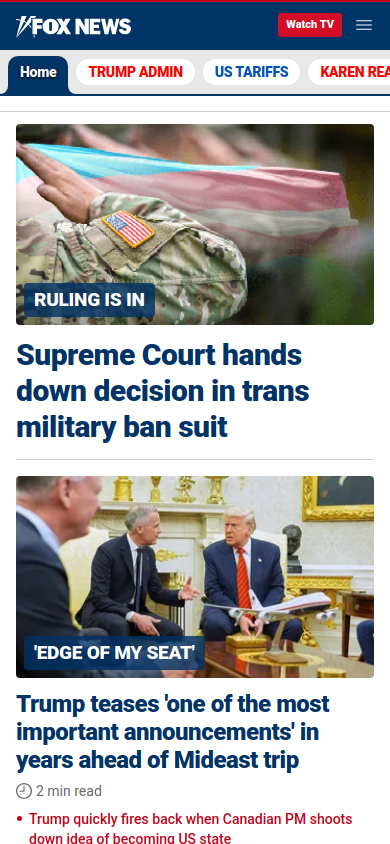 FOX NEWS
Watch TV
Home
TRUMP ADMIN
US TARIFFS
KAREN REA
RULING IS IN
Supreme Court hands
down decision in trans
military ban suit
'EDGE OF MY SEAT'
Trump teases 'one of the most
important announcements' in
years ahead of Mideast trip
2 min read
Trump quickly fires back when Canadian PM shoots
down idea of becoming US state